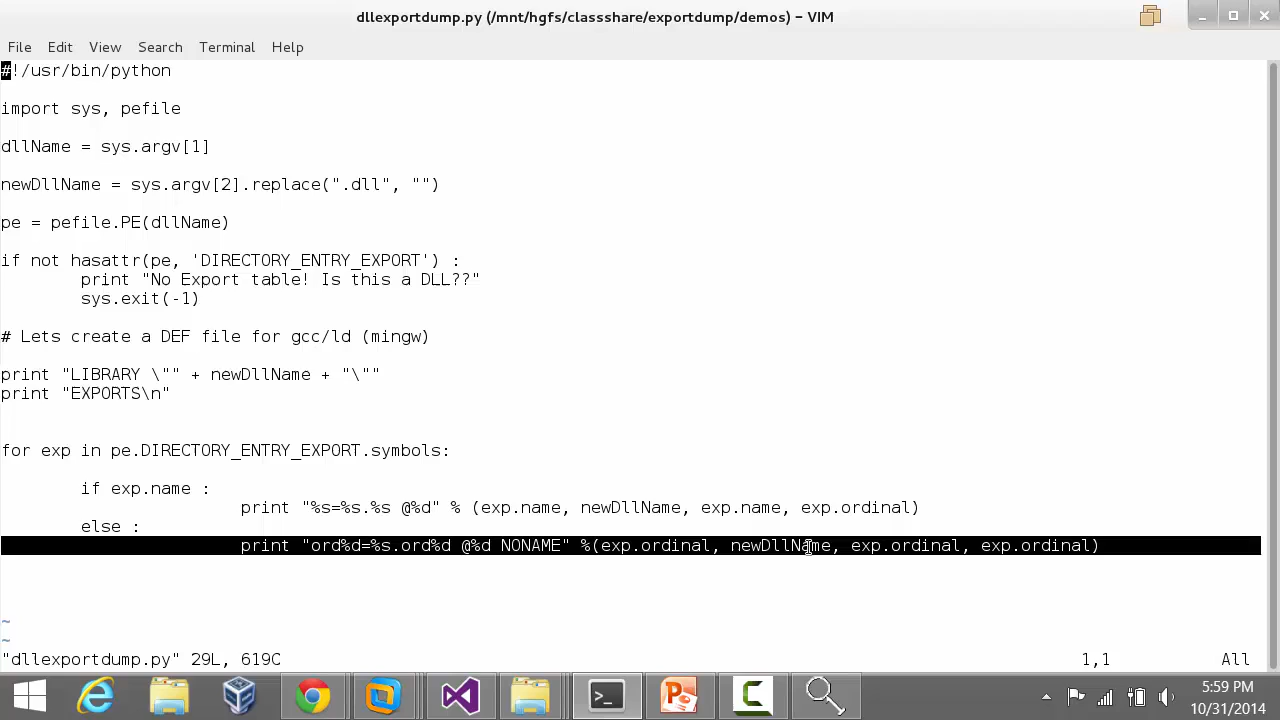 dllexportdump.py (/mnt/hgfs/classshare/exportdump/demos) - VIM
File Edit View Search Terminal Help
#!/usr/bin/python
import sys, pefile
dllName = sys.argv[1]
newDllName = sys.argv[2].replace(".dll", "")
pe = pefile.PE(dllName)
if not hasattr(pe, 'DIRECTORY_ENTRY_EXPORT') :
        print "No Export table! Is this a DLL??"
        sys.exit(-1)
# Lets create a DEF file for gcc/ld (mingw)
print "LIBRARY \"" + newDllName + "\""
print "EXPORTS\n"
for exp in pe.DIRECTORY_ENTRY_EXPORT.symbols:
        if exp.name :
                        print "%s=%s.%s @%d" % (exp.name, newDllName, exp.name, exp.ordinal)
        else :
                        print "ord%d=%s.ord%d @%d NONAME" %(exp.ordinal, newDllName, exp.ordinal, exp.ordinal)
~
~
"dllexportdump.py" 29L, 619C 1,1 All
5:59 PM
10/31/2014